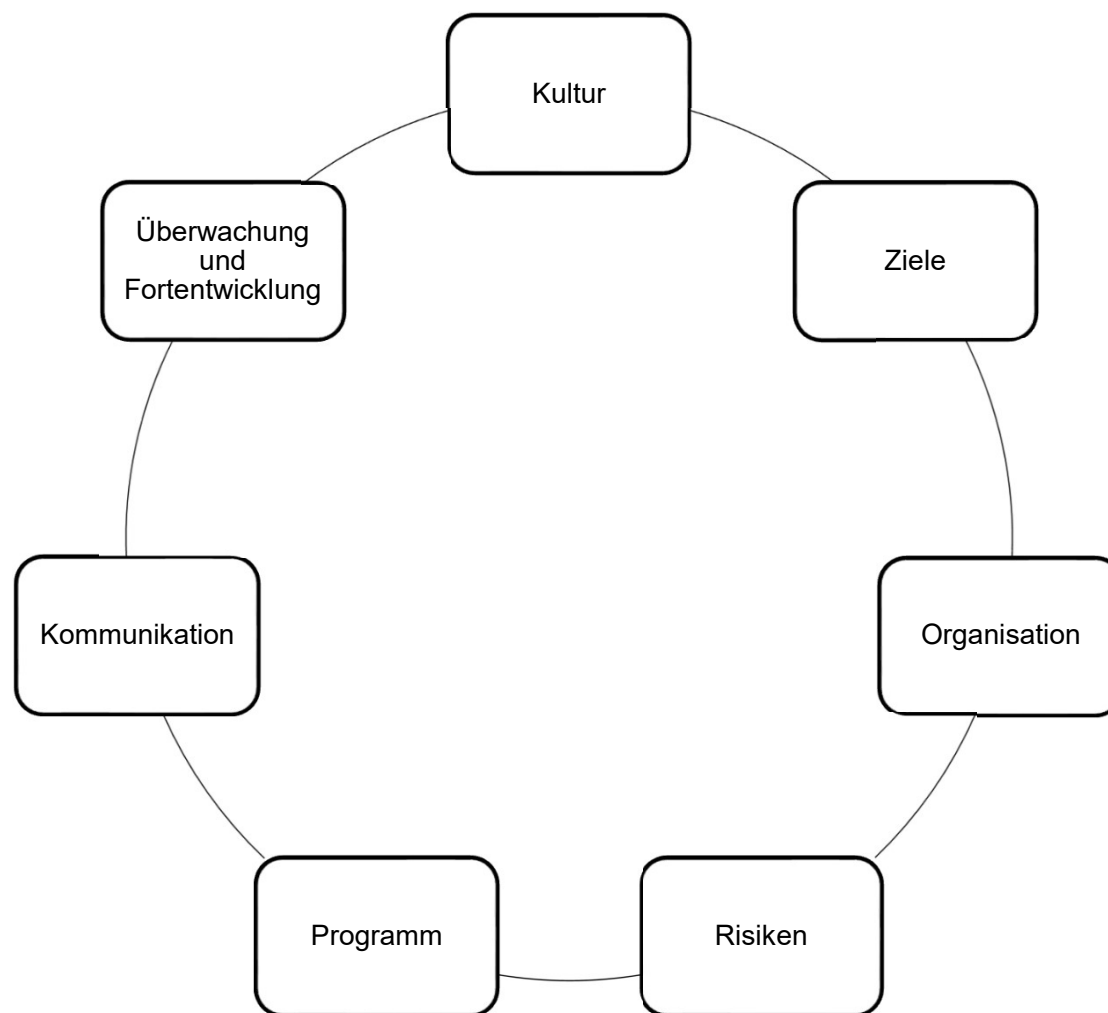 Kultur
Ziele
Organisation
Risiken
Programm
Kommunikation
Überwachung
und
Fortentwicklung